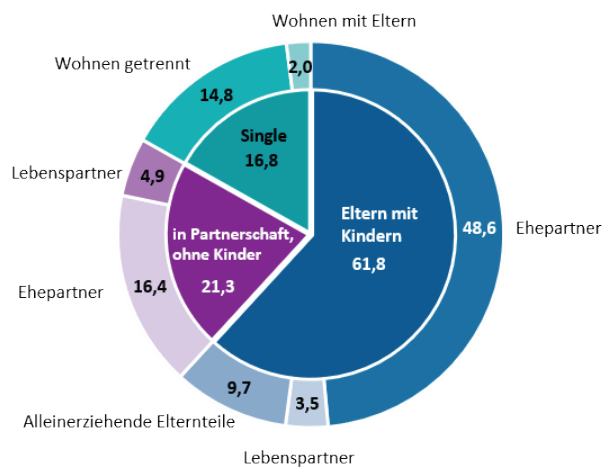 Wohnen mit Eltern
Wohnen getrennt
2,0
14,8
Single
16,8
Lebenspartner
4,9
Eltern mit
Kindern
61,8
48,6
Ehepartner
in Partnerschaft,
ohne Kinder
21,3
Ehepartner
16,4
9,7
3,5
Alleinerziehende Elternteile
Lebenspartner